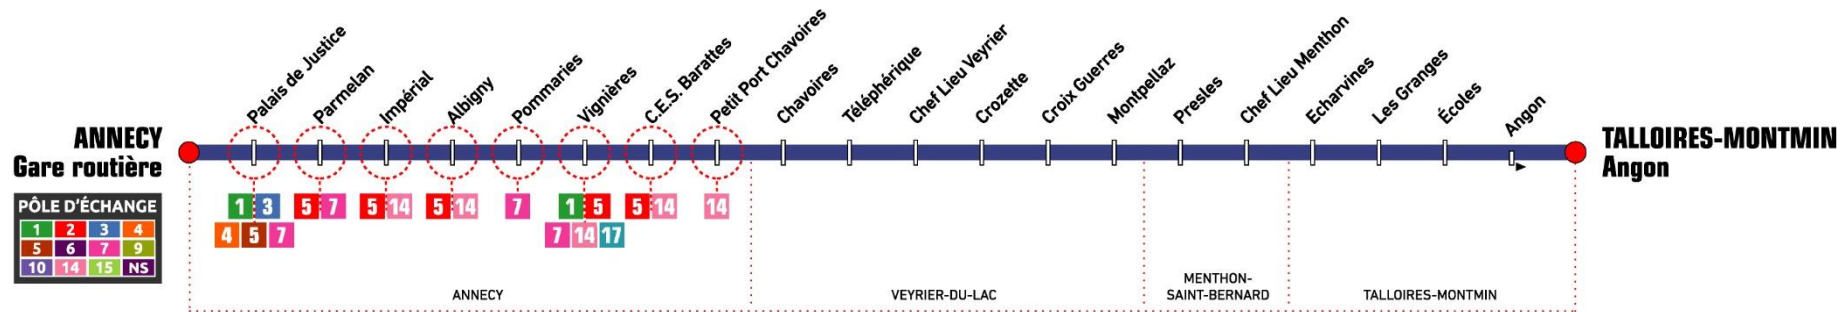 ANNECY
Gare routière
PÔLE D'ÉCHANGE
1 2 3 4
5 6 7 9
10 14 15 NS
Palais de Justice
Parmelan
Impérial
Albigny
Pommaries
Vignières
C.E.S. Barattes
Petit Port Chavoires
Chavoires
Téléphérique
Chef Lieu Veyrier
Crozette
Croix Guerres
Montpellaz
Presles
Chef Lieu Menthon
Echarvines
Les Granges
Écoles
Angon
TALLOIRES-MONTMIN
Angon
1 3
4 5 7
5 7
5 14
5 14
7
1 5
7 14 17
5 14
14
ANNECY
VEYRIER-DU-LAC
MENTHON-
SAINT-BERNARD
TALLOIRES-MONTMIN